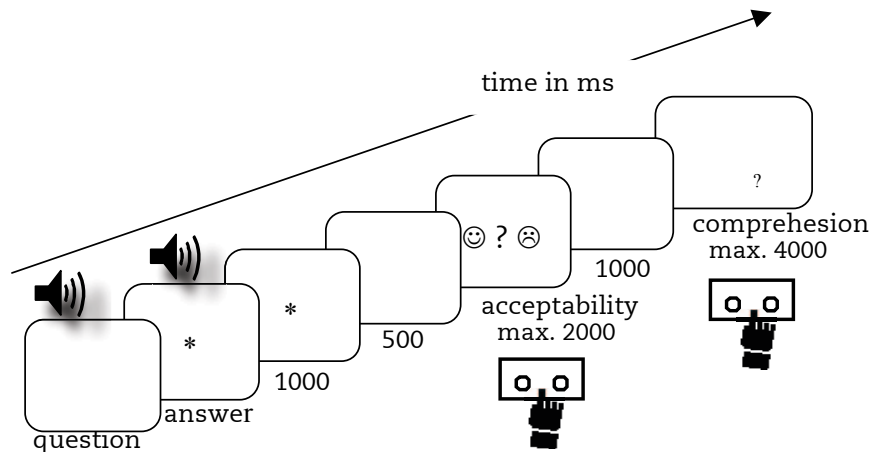 time in ms
question
*
answer
*
1000
500
☺ ? ☹
acceptability
max. 2000
1000
?
comprehesion
max. 4000